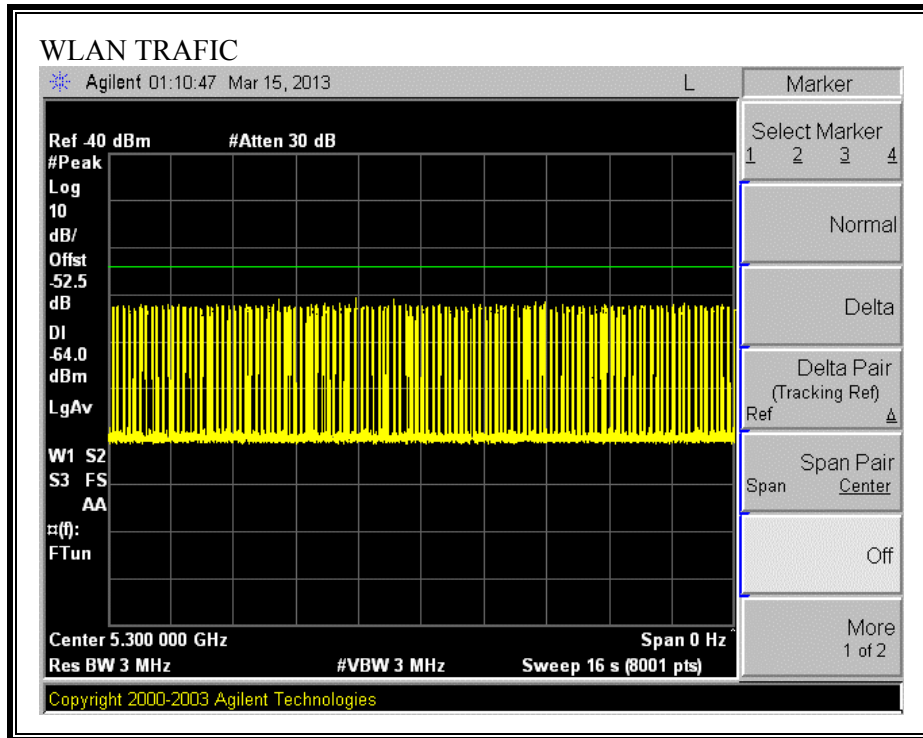 WLAN TRAFIC
Agilent 01:10:47 Mar 15, 2013 L
Ref -40 dBm #Atten 30 dB
#Peak
Log
10
dB/
Offst
-52.5
dB
DI
-64.0
dBm
LgAv
W1 S2
S3 FS
AA
¤(f):
FTun
Center 5.300 000 GHz Span 0 Hz^
Res BW 3 MHz #VBW 3 MHz Sweep 16 s (8001 pts)
Copyright 2000-2003 Agilent Technologies
Marker
Select Marker
1 2 3 4
Normal
Delta
Delta Pair
(Tracking Ref)
Ref Δ
Span Pair
Span Center
Off
More
1 of 2